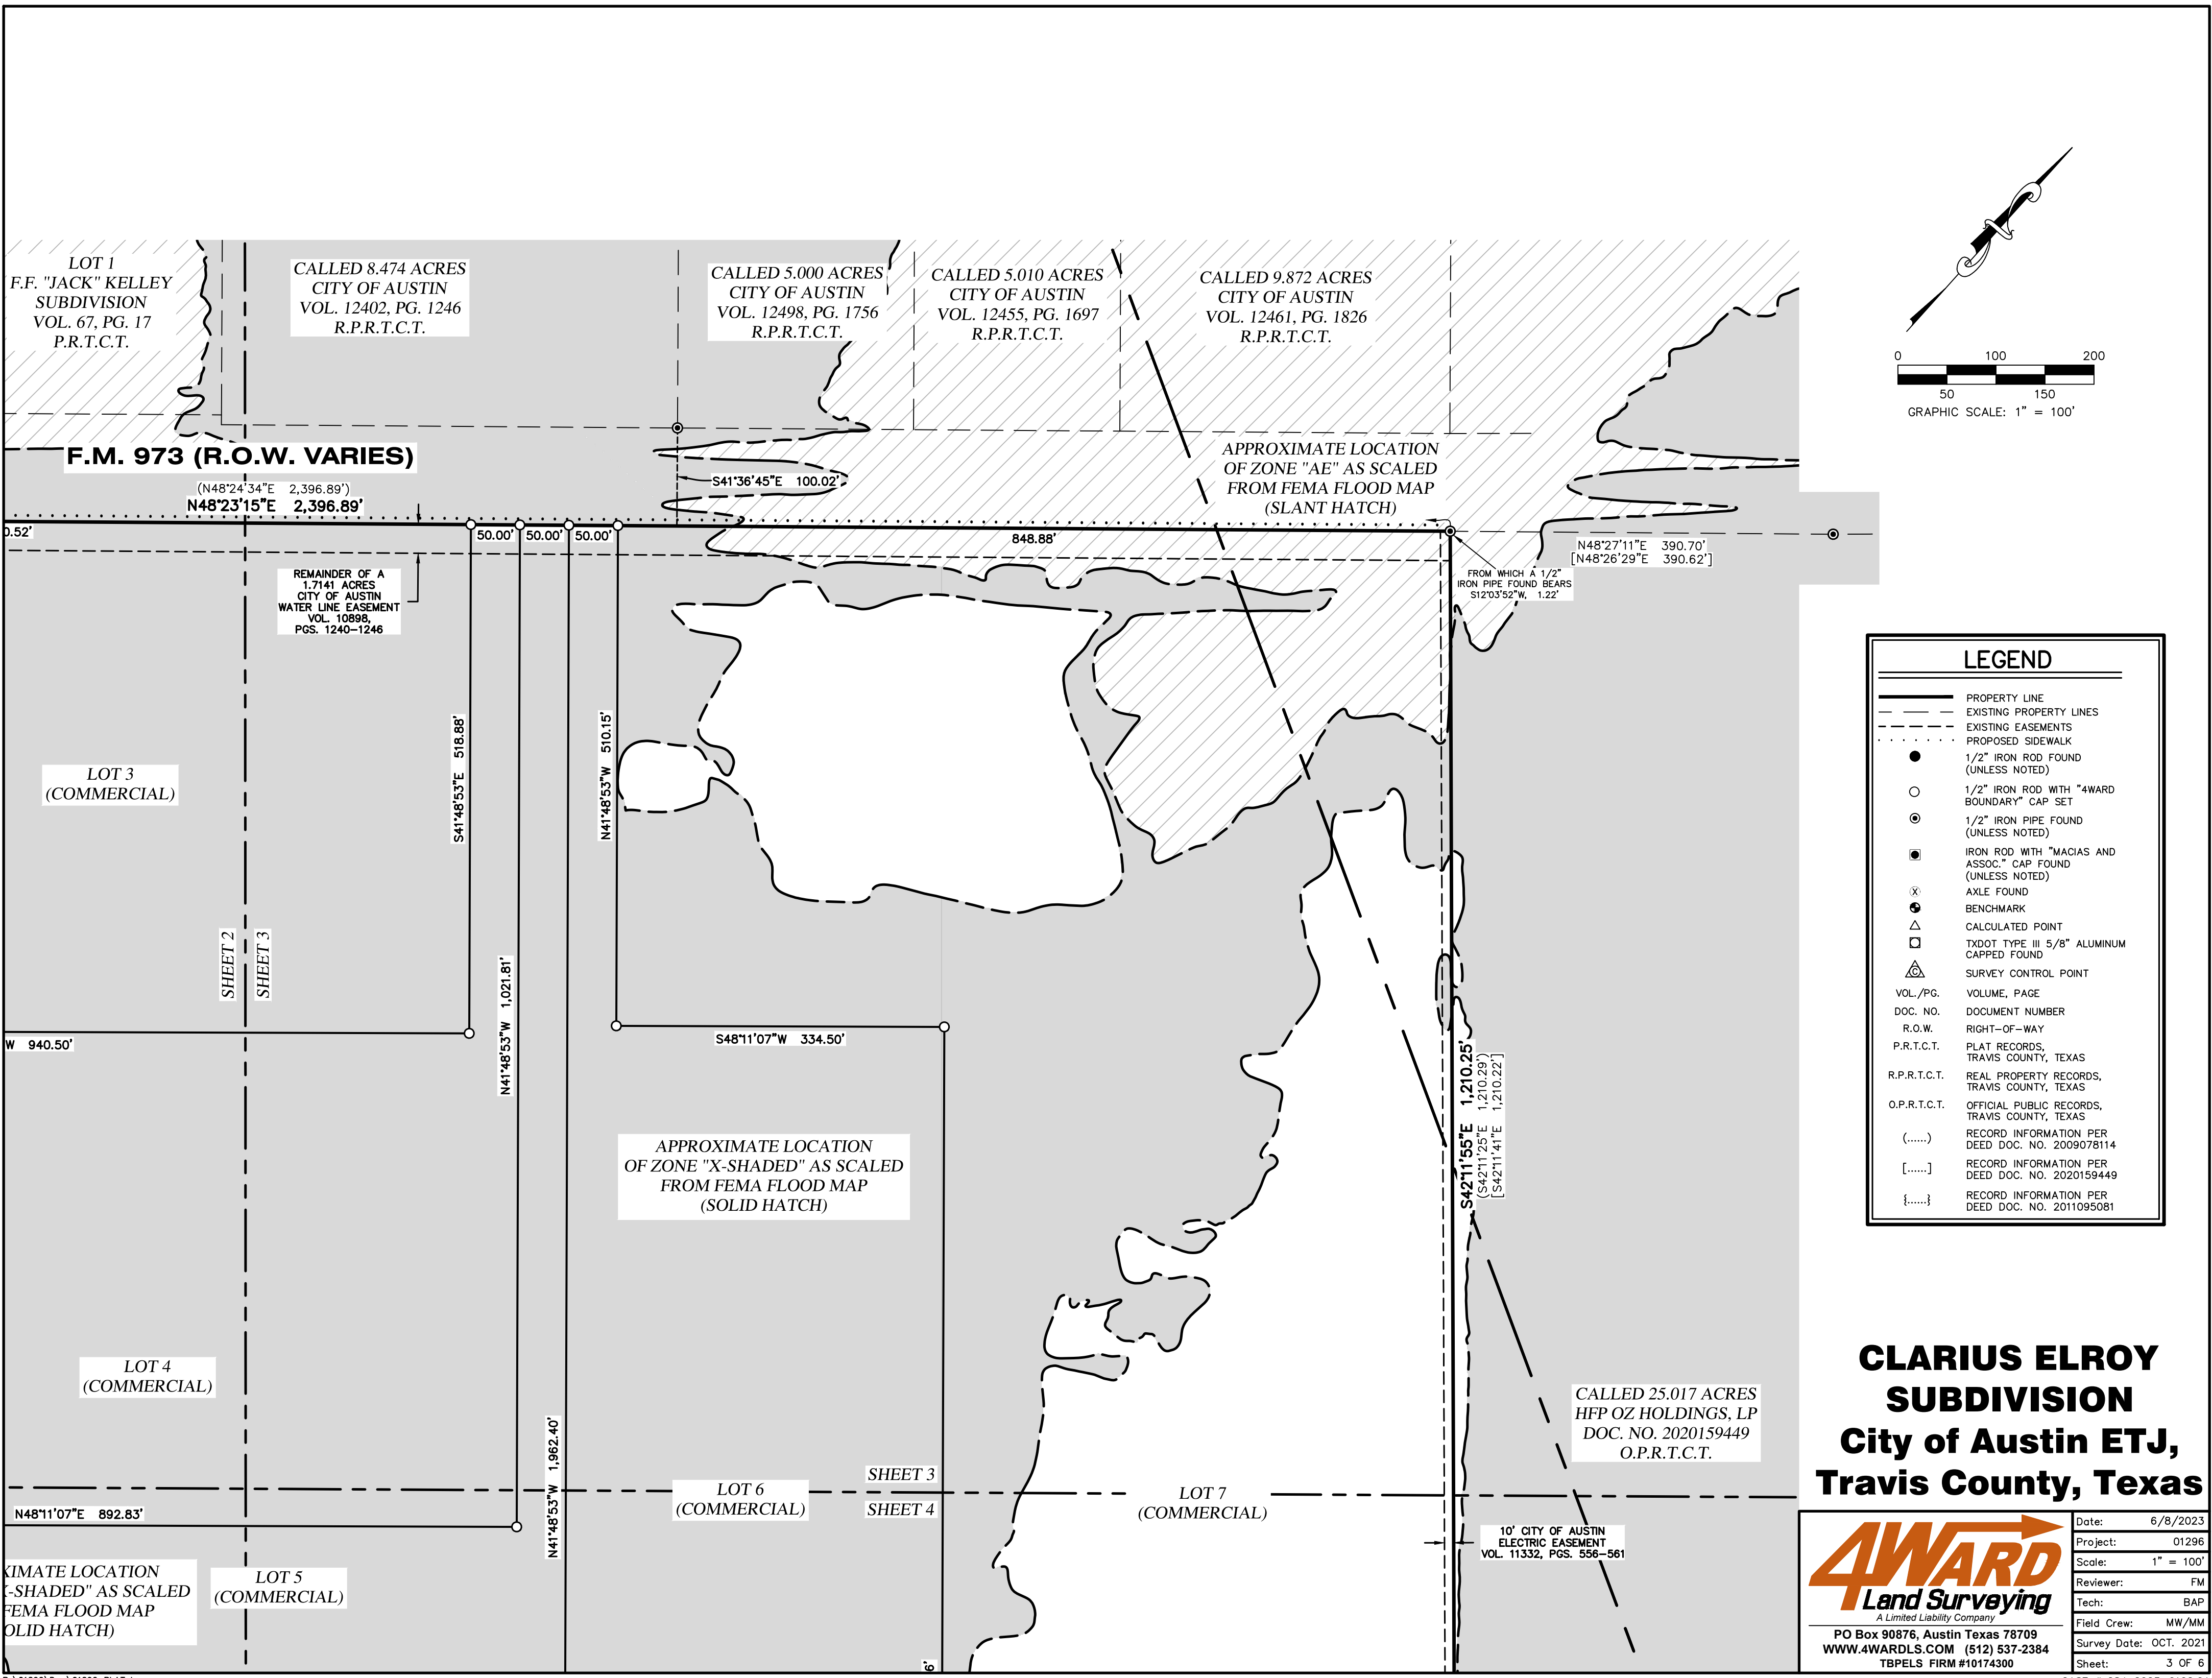 LOT 1
F.F. "JACK" KELLEY
SUBDIVISION
VOL. 67, PG. 17
P.R.T.C.T.
CALLED 8.474 ACRES
CITY OF AUSTIN
VOL. 12402, PG. 1246
R.P.R.T.C.T.
CALLED 5.000 ACRES
CITY OF AUSTIN
VOL. 12498, PG. 1756
R.P.R.T.C.T.
CALLED 5.010 ACRES
CITY OF AUSTIN
VOL. 12455, PG. 1697
R.P.R.T.C.T.
CALLED 9.872 ACRES
CITY OF AUSTIN
VOL. 12461, PG. 1826
R.P.R.T.C.T.
0 100 200
50 150
GRAPHIC SCALE: 1" = 100'
F.M. 973 (R.O.W. VARIES)
(N48°24'34"E 2,396.89')
N48°23'15"E 2,396.89'
S41°36'45"E 100.02'
APPROXIMATE LOCATION
OF ZONE "AE" AS SCALED
FROM FEMA FLOOD MAP
(SLANT HATCH)
0.52'
50.00' 50.00' 50.00'
848.88'
N48°27'11"E 390.70'
[N48°26'29"E 390.62']
FROM WHICH A 1/2"
IRON PIPE FOUND BEARS
S12°03'52"W, 1.22'
REMAINDER OF A
1.7141 ACRES
CITY OF AUSTIN
WATER LINE EASEMENT
VOL. 10898,
PGS. 1240-1246
LOT 3
(COMMERCIAL)
S41°48'53"E 518.88'
N41°48'53"W 510.15'
SHEET 2
SHEET 3
N41°48'53"W 1,021.81'
W 940.50'
S48°11'07"W 334.50'
S42°11'55"E 1,210.25'
(S42°11'25"E 1,210.29')
[S42°11'41"E 1,210.22']
APPROXIMATE LOCATION
OF ZONE "X-SHADED" AS SCALED
FROM FEMA FLOOD MAP
(SOLID HATCH)
LOT 4
(COMMERCIAL)
N41°48'53"W 1,962.40'
CALLED 25.017 ACRES
HFP OZ HOLDINGS, LP
DOC. NO. 2020159449
O.P.R.T.C.T.
SHEET 3
SHEET 4
LOT 6
(COMMERCIAL)
LOT 7
(COMMERCIAL)
N48°11'07"E 892.83'
10' CITY OF AUSTIN
ELECTRIC EASEMENT
VOL. 11332, PGS. 556-561
XIMATE LOCATION
-SHADED" AS SCALED
FEMA FLOOD MAP
OLID HATCH)
LOT 5
(COMMERCIAL)
6'
LEGEND
PROPERTY LINE
EXISTING PROPERTY LINES
EXISTING EASEMENTS
PROPOSED SIDEWALK
1/2" IRON ROD FOUND
(UNLESS NOTED)
1/2" IRON ROD WITH "4WARD
BOUNDARY" CAP SET
1/2" IRON PIPE FOUND
(UNLESS NOTED)
IRON ROD WITH "MACIAS AND
ASSOC." CAP FOUND
(UNLESS NOTED)
X AXLE FOUND
BENCHMARK
CALCULATED POINT
TXDOT TYPE III 5/8" ALUMINUM
CAPPED FOUND
C SURVEY CONTROL POINT
VOL./PG. VOLUME, PAGE
DOC. NO. DOCUMENT NUMBER
R.O.W. RIGHT-OF-WAY
P.R.T.C.T. PLAT RECORDS,
TRAVIS COUNTY, TEXAS
R.P.R.T.C.T. REAL PROPERTY RECORDS,
TRAVIS COUNTY, TEXAS
O.P.R.T.C.T. OFFICIAL PUBLIC RECORDS,
TRAVIS COUNTY, TEXAS
(......) RECORD INFORMATION PER
DEED DOC. NO. 2009078114
[......] RECORD INFORMATION PER
DEED DOC. NO. 2020159449
{......} RECORD INFORMATION PER
DEED DOC. NO. 2011095081
CLARIUS ELROY
SUBDIVISION
City of Austin ETJ,
Travis County, Texas
4WARD
Land Surveying
A Limited Liability Company
PO Box 90876, Austin Texas 78709
WWW.4WARDLS.COM (512) 537-2384
TBPELS FIRM #10174300
Date: 6/8/2023
Project: 01296
Scale: 1" = 100'
Reviewer: FM
Tech: BAP
Field Crew: MW/MM
Survey Date: OCT. 2021
Sheet: 3 OF 6